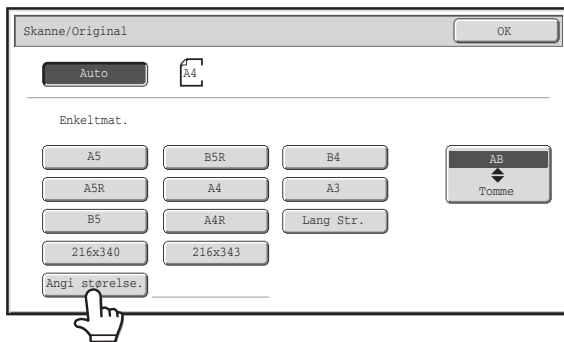 Skanne/Original
OK
Auto
A4
Enkeltmat.
A5 B5R B4
A5R A4 A3
B5 A4R Lang Str.
216x340 216x343
Angi størelse.
AB
Tomme